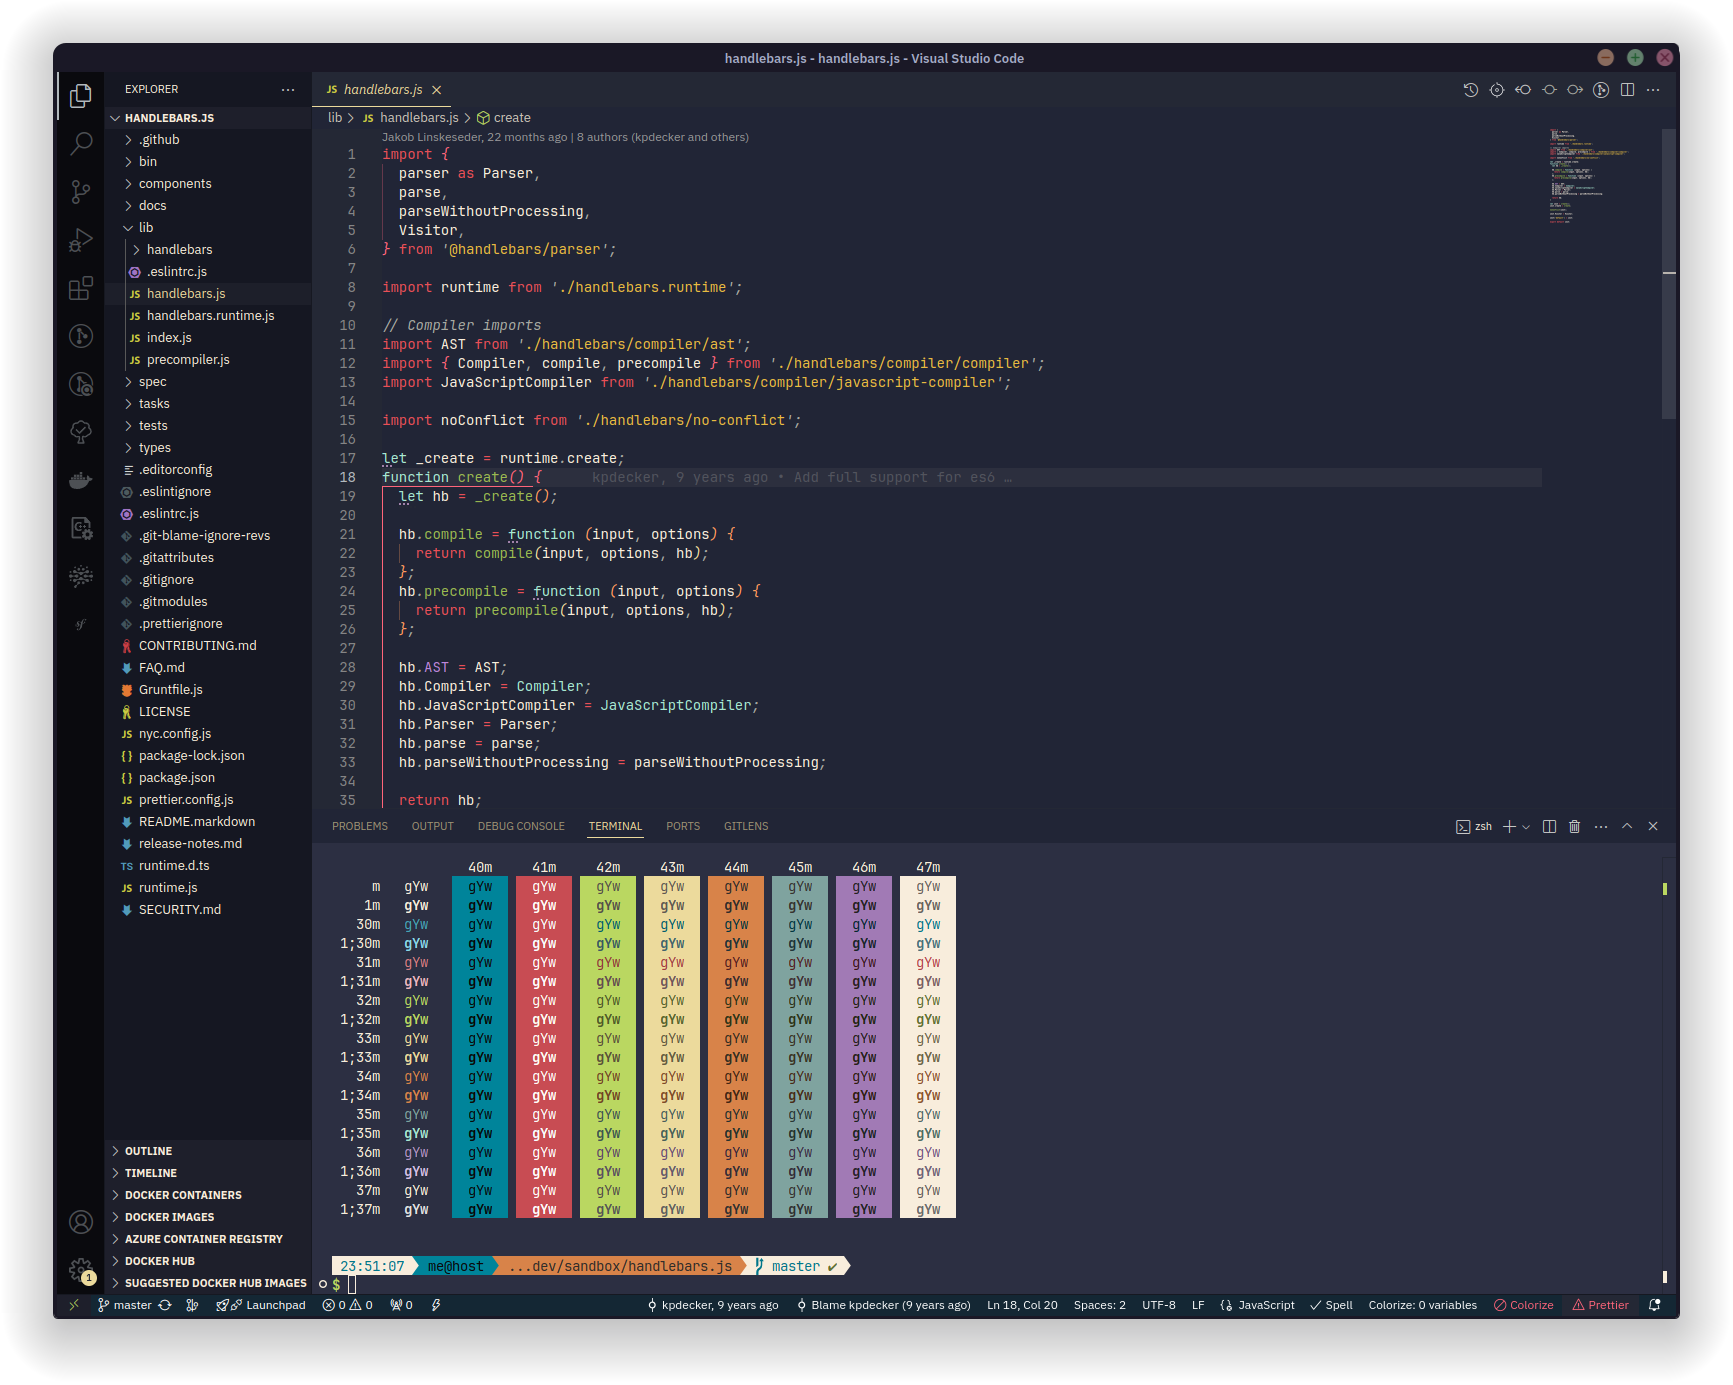 handlebars.js - handlebars.js - Visual Studio Code
EXPLORER
HANDLEBARS.JS
.github
bin
components
docs
lib
handlebars
.eslintrc.js
JS handlebars.js
JS handlebars.runtime.js
JS index.js
JS precompiler.js
spec
tasks
tests
types
.editorconfig
.eslintignore
.eslintrc.js
.git-blame-ignore-revs
.gitattributes
.gitignore
.gitmodules
.prettierignore
CONTRIBUTING.md
FAQ.md
Gruntfile.js
LICENSE
JS nyc.config.js
{} package-lock.json
{} package.json
JS prettier.config.js
README.markdown
release-notes.md
TS runtime.d.ts
JS runtime.js
SECURITY.md
OUTLINE
TIMELINE
DOCKER CONTAINERS
DOCKER IMAGES
AZURE CONTAINER REGISTRY
DOCKER HUB
SUGGESTED DOCKER HUB IMAGES
1
JS handlebars.js
lib > JS handlebars.js > create
Jakob Linskeseder, 22 months ago | 8 authors (kpdecker and others)
1 import {
2 parser as Parser,
3 parse,
4 parseWithoutProcessing,
5 Visitor,
6 } from '@handlebars/parser';
7
8 import runtime from './handlebars.runtime';
9
10 // Compiler imports
11 import AST from './handlebars/compiler/ast';
12 import { Compiler, compile, precompile } from './handlebars/compiler/compiler';
13 import JavaScriptCompiler from './handlebars/compiler/javascript-compiler';
14
15 import noConflict from './handlebars/no-conflict';
16
17 let _create = runtime.create;
18 function create() { kpdecker, 9 years ago • Add full support for es6 …
19 let hb = _create();
20
21 hb.compile = function (input, options) {
22 return compile(input, options, hb);
23 };
24 hb.precompile = function (input, options) {
25 return precompile(input, options, hb);
26 };
27
28 hb.AST = AST;
29 hb.Compiler = Compiler;
30 hb.JavaScriptCompiler = JavaScriptCompiler;
31 hb.Parser = Parser;
32 hb.parse = parse;
33 hb.parseWithoutProcessing = parseWithoutProcessing;
34
35 return hb;
PROBLEMS OUTPUT DEBUG CONSOLE TERMINAL PORTS GITLENS
zsh
40m 41m 42m 43m 44m 45m 46m 47m
m gYw gYw gYw gYw gYw gYw gYw gYw gYw
1m gYw gYw gYw gYw gYw gYw gYw gYw gYw
30m gYw gYw gYw gYw gYw gYw gYw gYw gYw
1;30m gYw gYw gYw gYw gYw gYw gYw gYw gYw
31m gYw gYw gYw gYw gYw gYw gYw gYw gYw
1;31m gYw gYw gYw gYw gYw gYw gYw gYw gYw
32m gYw gYw gYw gYw gYw gYw gYw gYw gYw
1;32m gYw gYw gYw gYw gYw gYw gYw gYw gYw
33m gYw gYw gYw gYw gYw gYw gYw gYw gYw
1;33m gYw gYw gYw gYw gYw gYw gYw gYw gYw
34m gYw gYw gYw gYw gYw gYw gYw gYw gYw
1;34m gYw gYw gYw gYw gYw gYw gYw gYw gYw
35m gYw gYw gYw gYw gYw gYw gYw gYw gYw
1;35m gYw gYw gYw gYw gYw gYw gYw gYw gYw
36m gYw gYw gYw gYw gYw gYw gYw gYw gYw
1;36m gYw gYw gYw gYw gYw gYw gYw gYw gYw
37m gYw gYw gYw gYw gYw gYw gYw gYw gYw
1;37m gYw gYw gYw gYw gYw gYw gYw gYw gYw
23:51:07 me@host ...dev/sandbox/handlebars.js master ✔
$
master Launchpad 0 0 0 kpdecker, 9 years ago Blame kpdecker (9 years ago) Ln 18, Col 20 Spaces: 2 UTF-8 LF JavaScript Spell Colorize: 0 variables Colorize Prettier